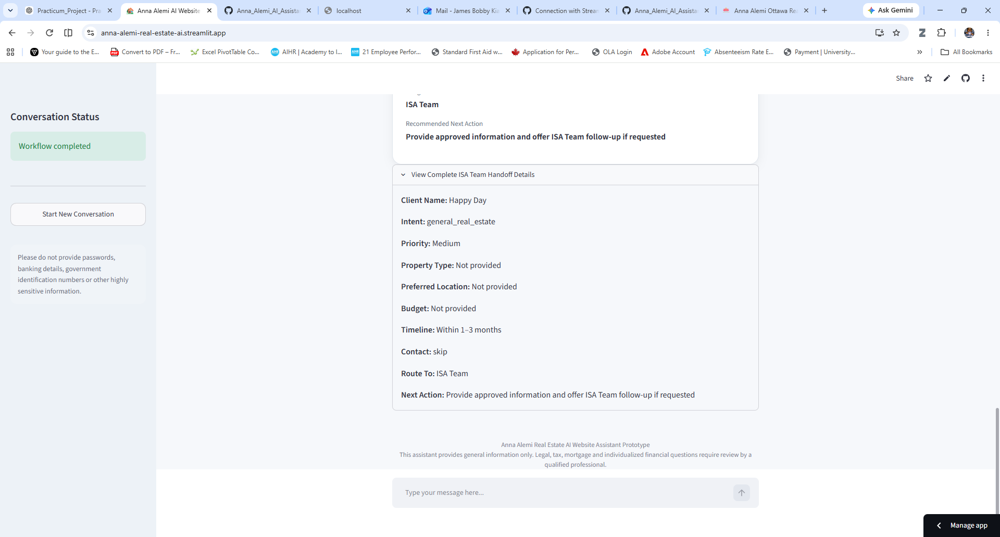 Practicum_Project - Pra
Anna Alemi AI Website
Anna_Alemi_AI_Assista
localhost
Mail - James Bobby Kia
Connection with Stream
Anna_Alemi_AI_Assista
Anna Alemi Ottawa Rea
Ask Gemini
anna-alemi-real-estate-ai.streamlit.app
Your guide to the E...
Convert to PDF – Fr...
Excel PivotTable Co...
AIHR | Academy to I...
21 Employee Perfor...
Standard First Aid w...
Application for Per...
OLA Login
Adobe Account
Absenteeism Rate E...
Payment | University...
All Bookmarks
Share
Conversation Status
Workflow completed
Start New Conversation
Please do not provide passwords,
banking details, government
identification numbers or other highly
sensitive information.
ISA Team
Recommended Next Action
Provide approved information and offer ISA Team follow-up if requested
View Complete ISA Team Handoff Details
Client Name: Happy Day
Intent: general_real_estate
Priority: Medium
Property Type: Not provided
Preferred Location: Not provided
Budget: Not provided
Timeline: Within 1–3 months
Contact: skip
Route To: ISA Team
Next Action: Provide approved information and offer ISA Team follow-up if requested
Anna Alemi Real Estate AI Website Assistant Prototype
This assistant provides general information only. Legal, tax, mortgage and individualized financial questions require review by a
qualified professional.
Type your message here...
Manage app